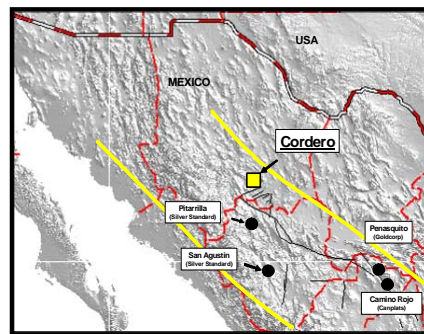 USA
MEXICO
Cordero
Pitarrilla
(Silver Standard)
Penasquito
(Goldcorp)
San Agustin
(Silver Standard)
Camino Rojo
(Canplats)